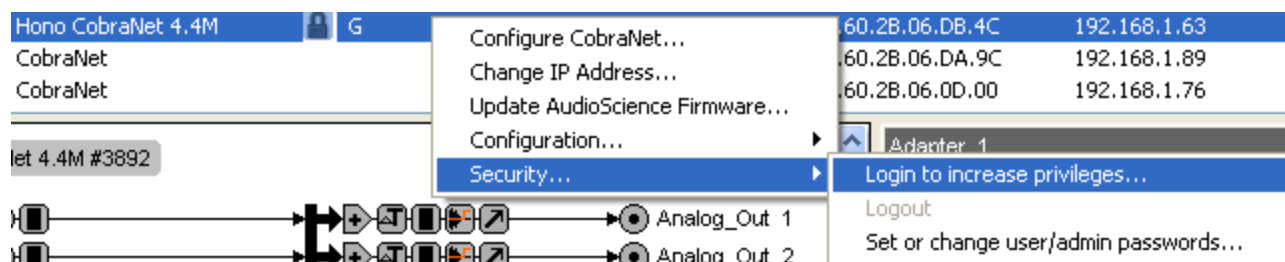 Hono CobraNet 4.4M G .60.2B.06.DB.4C 192.168.1.63
CobraNet .60.2B.06.DA.9C 192.168.1.89
CobraNet .60.2B.06.0D.00 192.168.1.76
Configure CobraNet...
Change IP Address...
Update AudioScience Firmware...
Configuration...
Security...
Adapter 1
let 4.4M #3892
Login to increase privileges...
Logout
Set or change user/admin passwords...
Analog_Out 1
Analog_Out 2